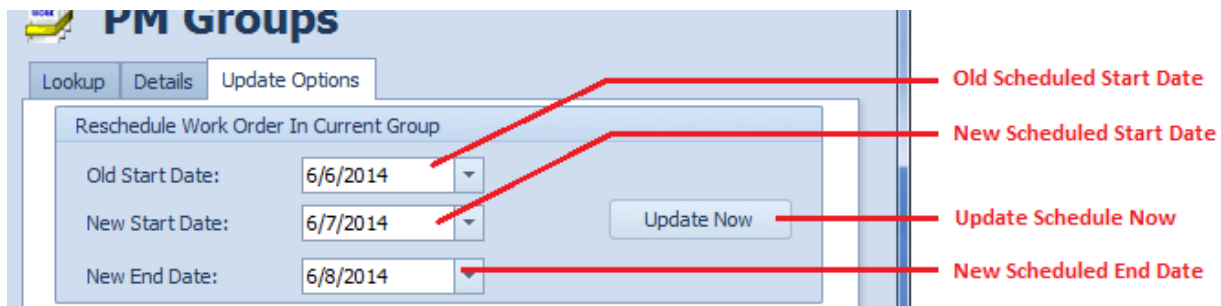 WORK
PM Groups
Lookup Details Update Options
Old Scheduled Start Date
Reschedule Work Order In Current Group
New Scheduled Start Date
Old Start Date: 6/6/2014
New Start Date: 6/7/2014 Update Now
Update Schedule Now
New End Date: 6/8/2014
New Scheduled End Date